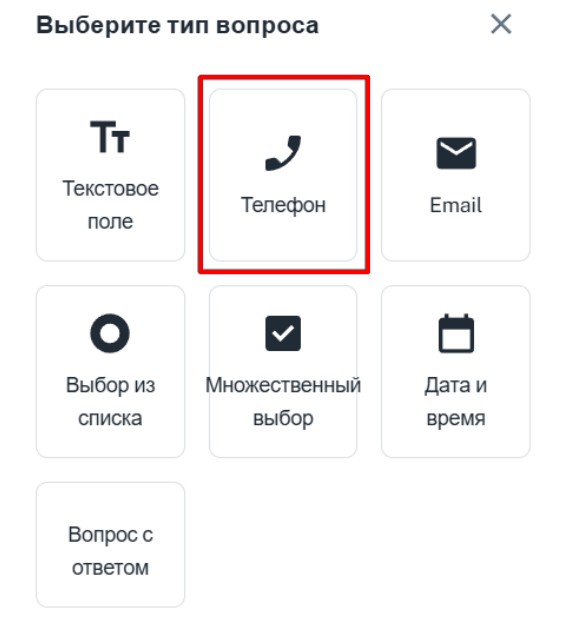 Выберите тип вопроса
Тт
Текстовое
поле
Телефон
Email
Выбор из
списка
Множественный
выбор
Дата и
время
Вопрос с
ответом